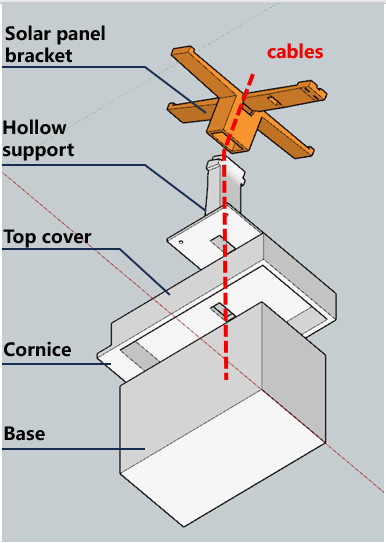 Solar panel
bracket
cables
Hollow
support
Top cover
Cornice
Base